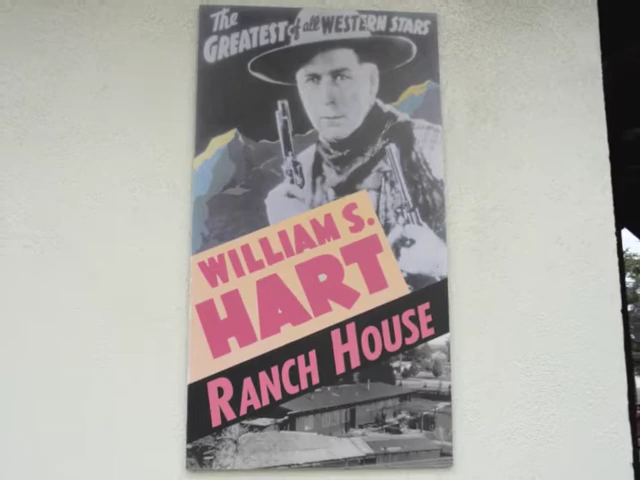 The
GREATEST of all WESTERN STARS
WILLIAM S.
HART
RANCH HOUSE